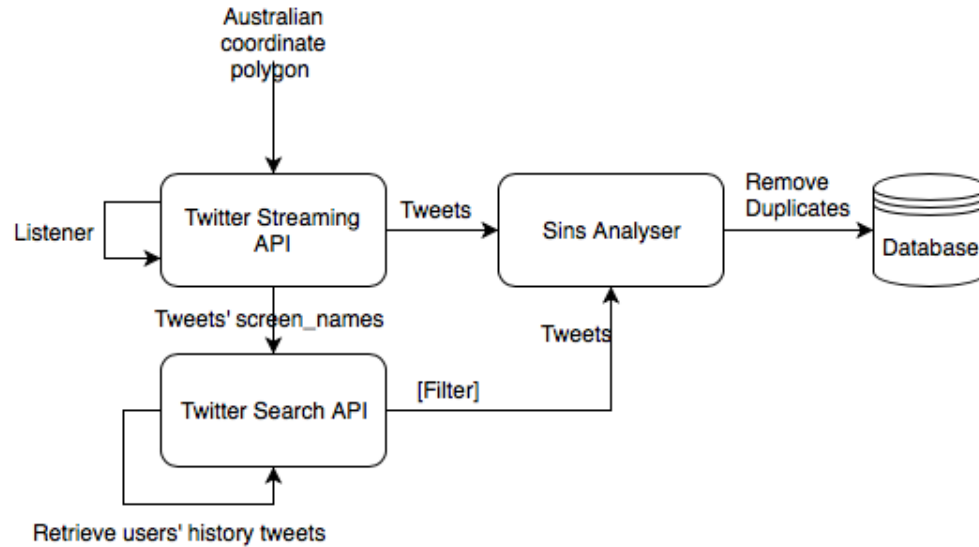 Australian
coordinate
polygon
Listener
Twitter Streaming
API
Tweets
Sins Analyser
Remove
Duplicates
Database
Tweets' screen_names
Tweets
Twitter Search API
[Filter]
Retrieve users' history tweets